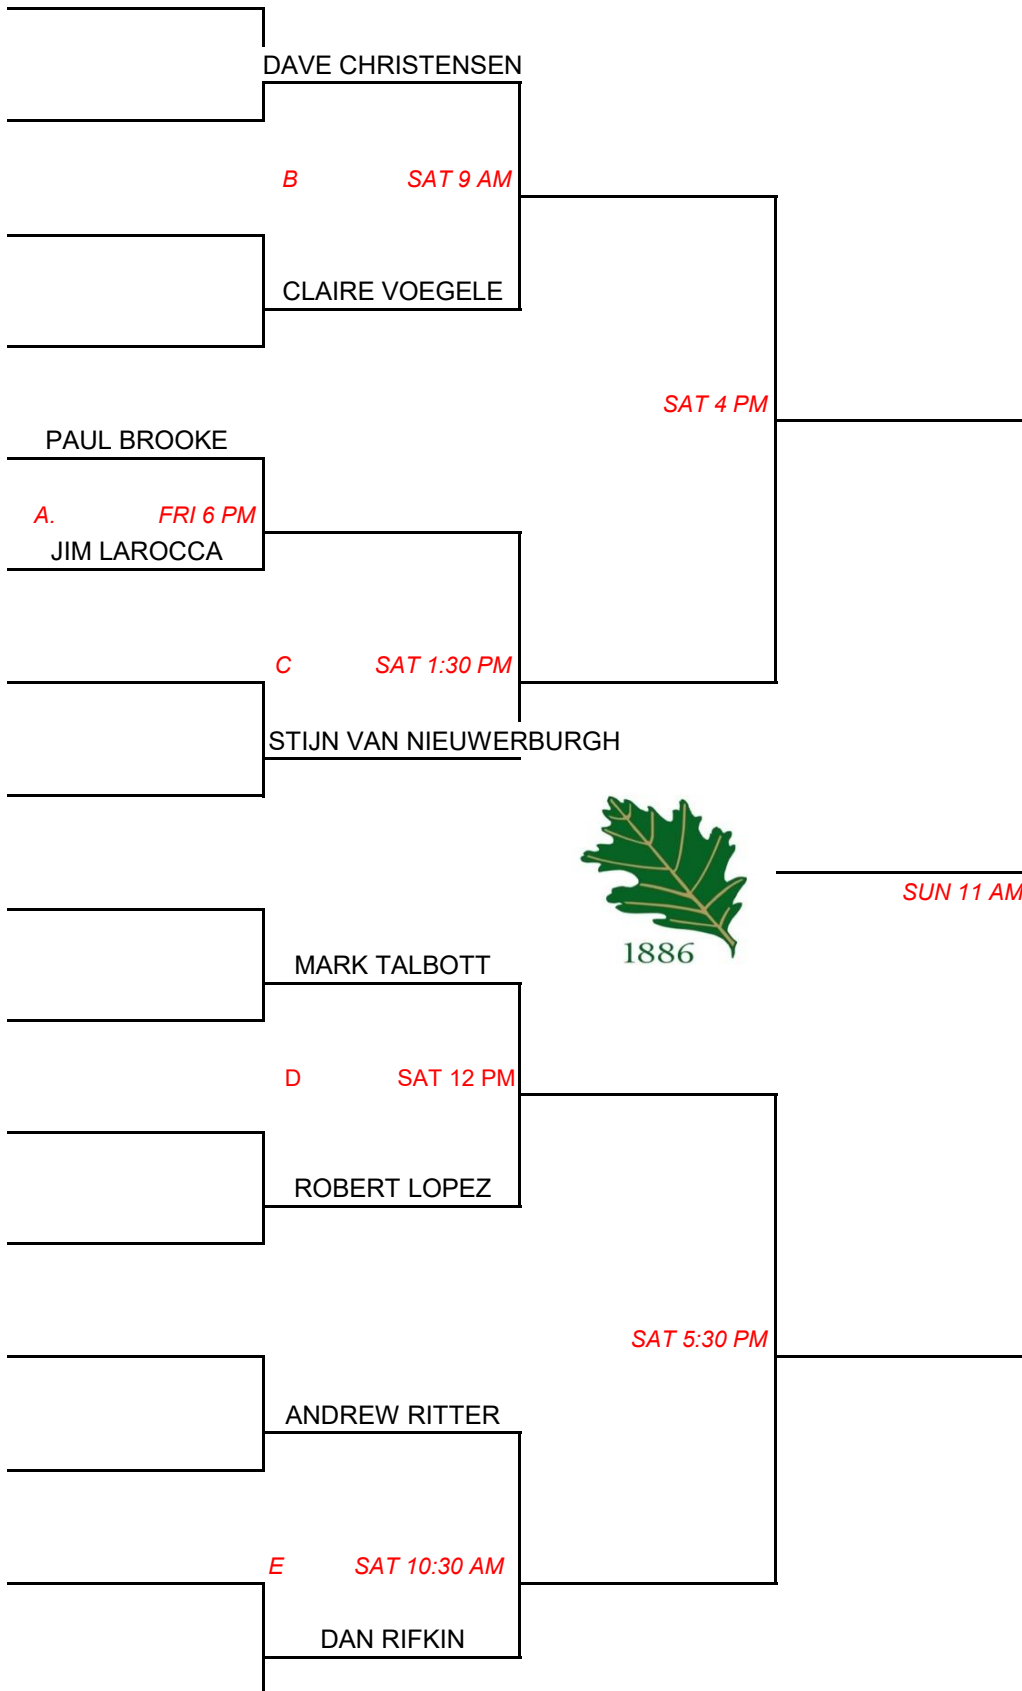 DAVE CHRISTENSEN
B SAT 9 AM
CLAIRE VOEGELE
SAT 4 PM
PAUL BROOKE
A. FRI 6 PM
JIM LAROCCA
C SAT 1:30 PM
STIJN VAN NIEUWERBURGH
SUN 11 AM
1886
MARK TALBOTT
D SAT 12 PM
ROBERT LOPEZ
SAT 5:30 PM
ANDREW RITTER
E SAT 10:30 AM
DAN RIFKIN